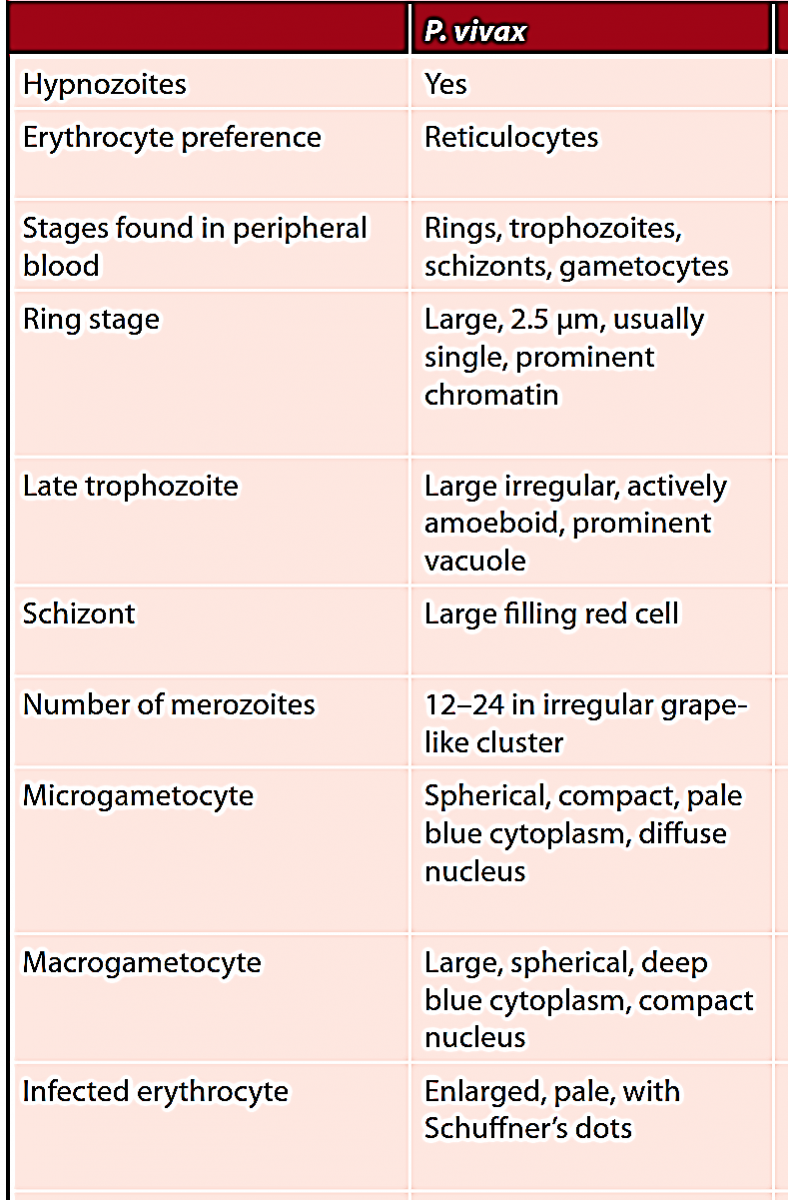 P. vivax
Hypnozoites
Yes
Erythrocyte preference
Reticulocytes
Stages found in peripheral
blood
Rings, trophozoites,
schizonts, gametocytes
Ring stage
Large, 2.5 µm, usually
single, prominent
chromatin
Late trophozoite
Large irregular, actively
amoeboid, prominent
vacuole
Schizont
Large filling red cell
Number of merozoites
12–24 in irregular grape-
like cluster
Microgametocyte
Spherical, compact, pale
blue cytoplasm, diffuse
nucleus
Macrogametocyte
Large, spherical, deep
blue cytoplasm, compact
nucleus
Infected erythrocyte
Enlarged, pale, with
Schuffner’s dots